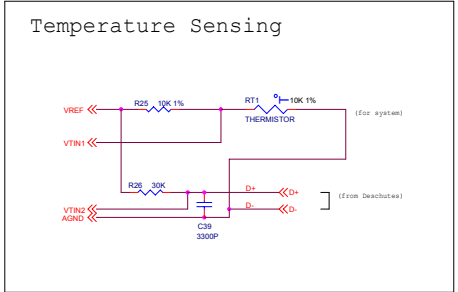 Temperature Sensing
R25 10K 1%
RT1 10K 1%
VREF
THERMISTOR
(for system)
VTIN1
R26 30K
D+ D+
(from Deschutes)
D- D-
VTIN2
AGND
C39
3300P